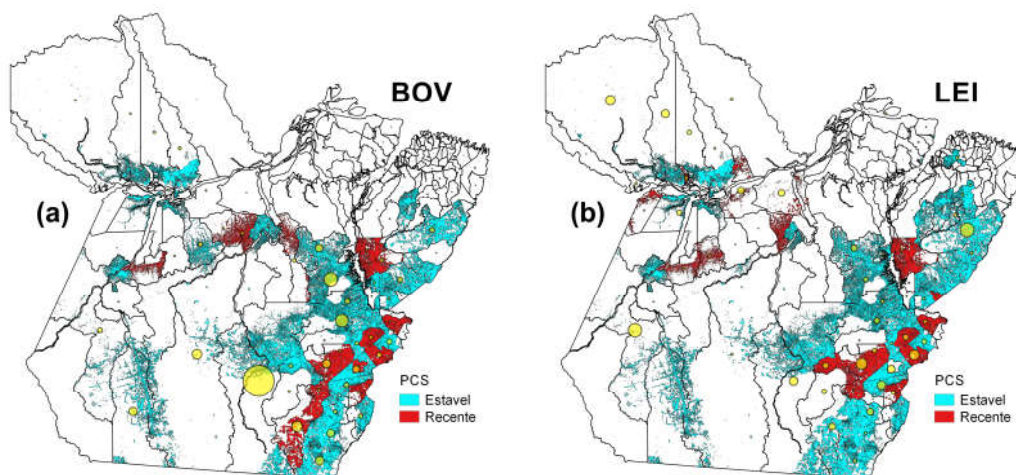 BOV
(a)
PCS
Estavel
Recente
LEI
(b)
PCS
Estavel
Recente